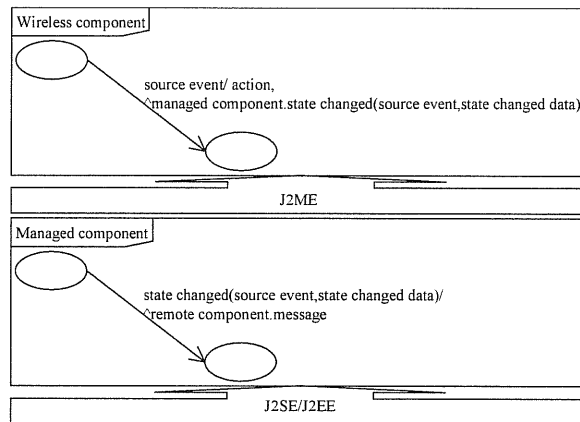 Wireless component
source event/ action,
^managed component.state changed(source event,state changed data)
J2ME
Managed component
state changed(source event,state changed data)/
^remote component.message
J2SE/J2EE